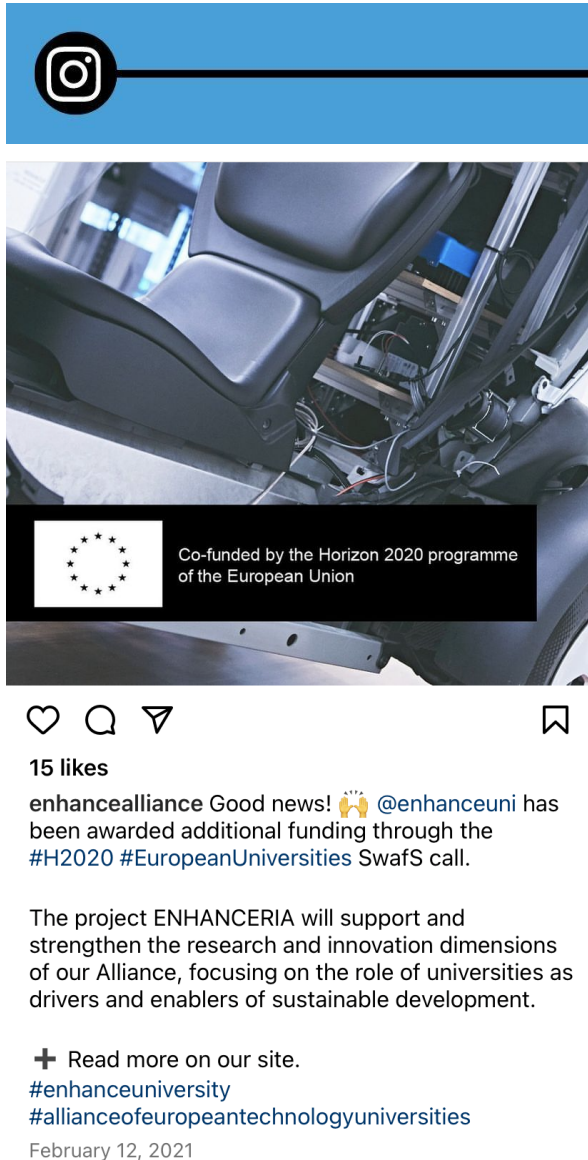 Co-funded by the Horizon 2020 programme
of the European Union
15 likes
enhancealliance Good news! 🙌 @enhanceuni has
been awarded additional funding through the
#H2020 #EuropeanUniversities SwafS call.
The project ENHANCERIA will support and
strengthen the research and innovation dimensions
of our Alliance, focusing on the role of universities as
drivers and enablers of sustainable development.
➕ Read more on our site.
#enhanceuniversity
#allianceofeuropeantechnologyuniversities
February 12, 2021